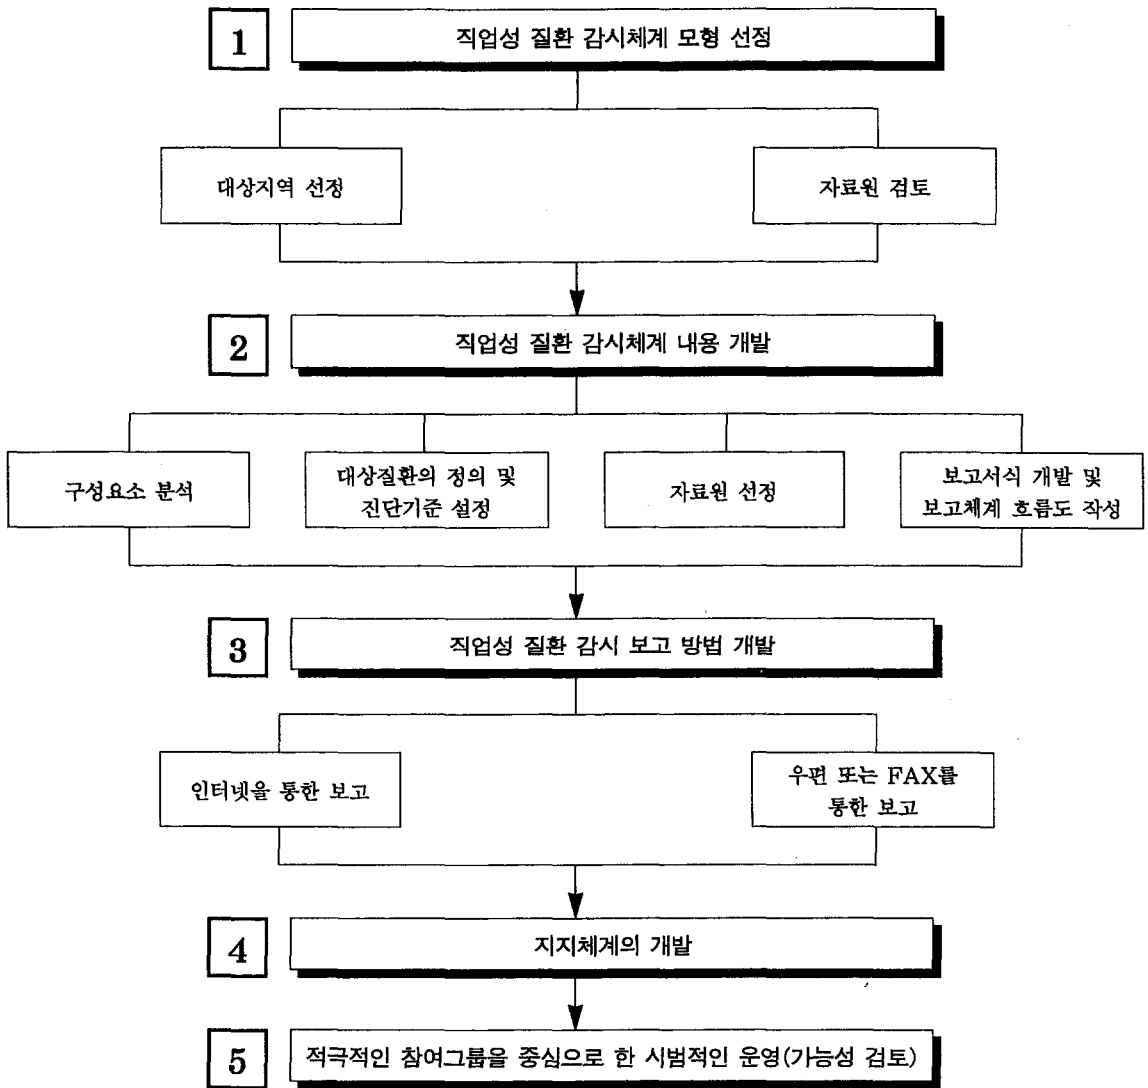 1 직업성 질환 감시체계 모형 선정
대상지역 선정
자료원 검토
2 직업성 질환 감시체계 내용 개발
구성요소 분석
대상질환의 정의 및
진단기준 설정
자료원 선정
보고서식 개발 및
보고체계 흐름도 작성
3 직업성 질환 감시 보고 방법 개발
인터넷을 통한 보고
우편 또는 FAX를
통한 보고
4 지지체계의 개발
5 적극적인 참여그룹을 중심으로 한 시범적인 운영(가능성 검토)